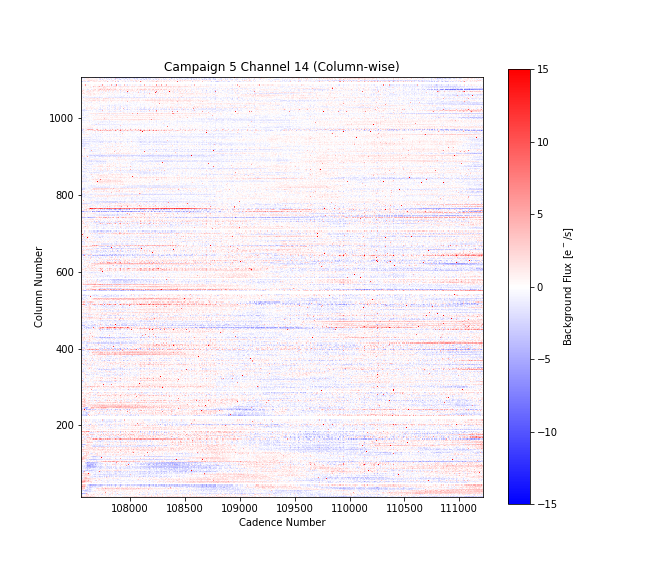 Campaign 5 Channel 14 (Column-wise)
1000
800
600
400
200
Column Number
108000 108500 109000 109500 110000 110500 111000
Cadence Number
15
10
5
0
−5
−10
−15
Background Flux [e⁻/s]